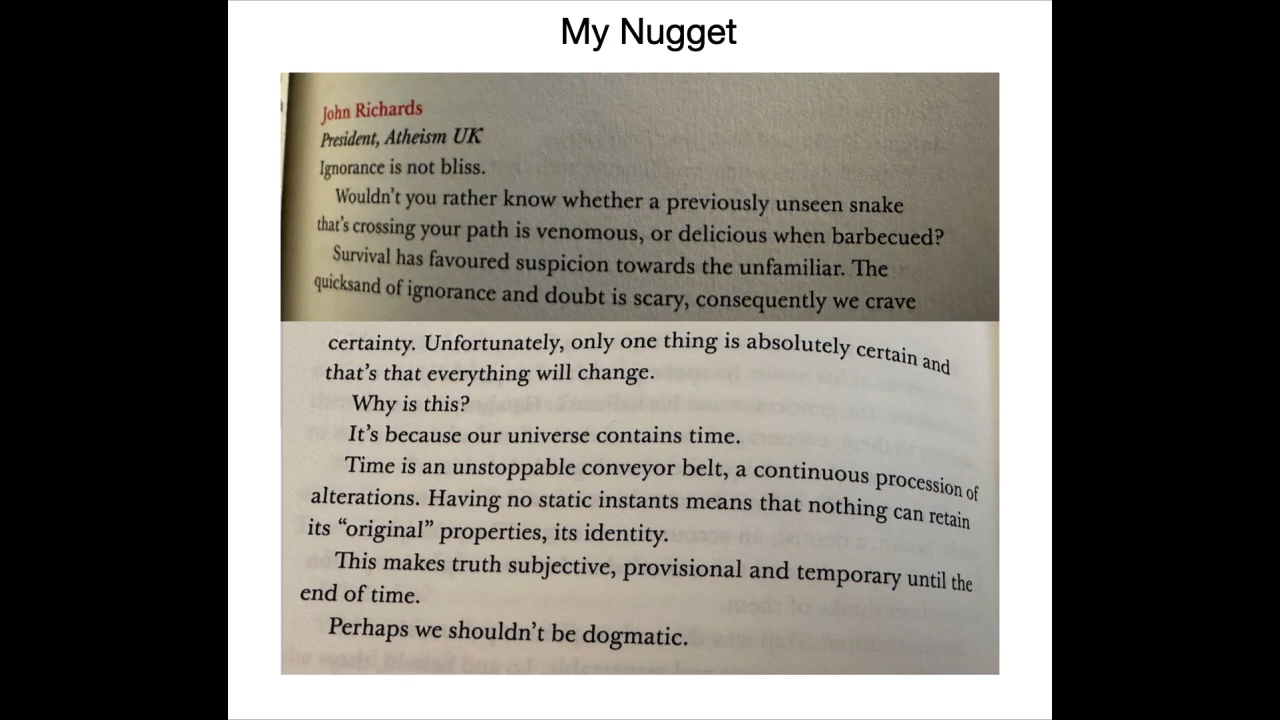 My Nugget
John Richards
President, Atheism UK
Ignorance is not bliss.
Wouldn't you rather know whether a previously unseen snake
that's crossing your path is venomous, or delicious when barbecued?
Survival has favoured suspicion towards the unfamiliar. The
quicksand of ignorance and doubt is scary, consequently we crave
certainty. Unfortunately, only one thing is absolutely certain and
that's that everything will change.
Why is this?
It's because our universe contains time.
Time is an unstoppable conveyor belt, a continuous procession of
alterations. Having no static instants means that nothing can retain
its "original" properties, its identity.
This makes truth subjective, provisional and temporary until the
end of time.
Perhaps we shouldn't be dogmatic.